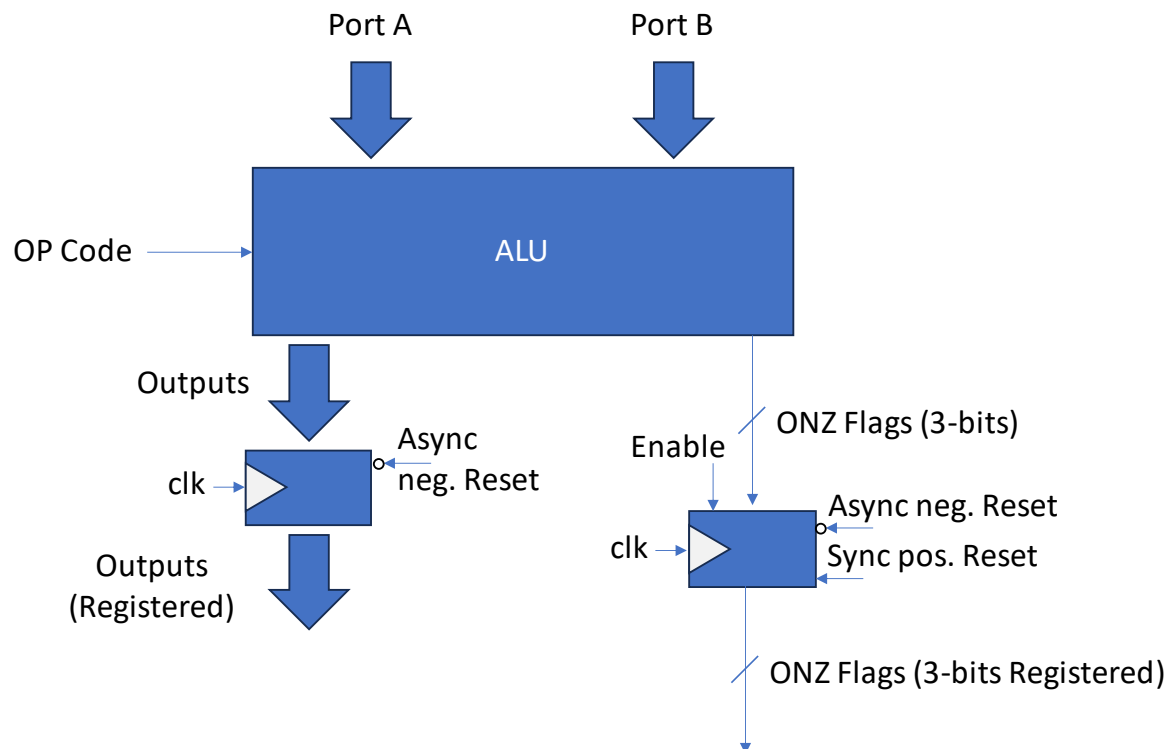 Port A
Port B
OP Code
ALU
Outputs
ONZ Flags (3-bits)
Async
neg. Reset
Enable
clk
Async neg. Reset
clk
Sync pos. Reset
Outputs
(Registered)
ONZ Flags (3-bits Registered)